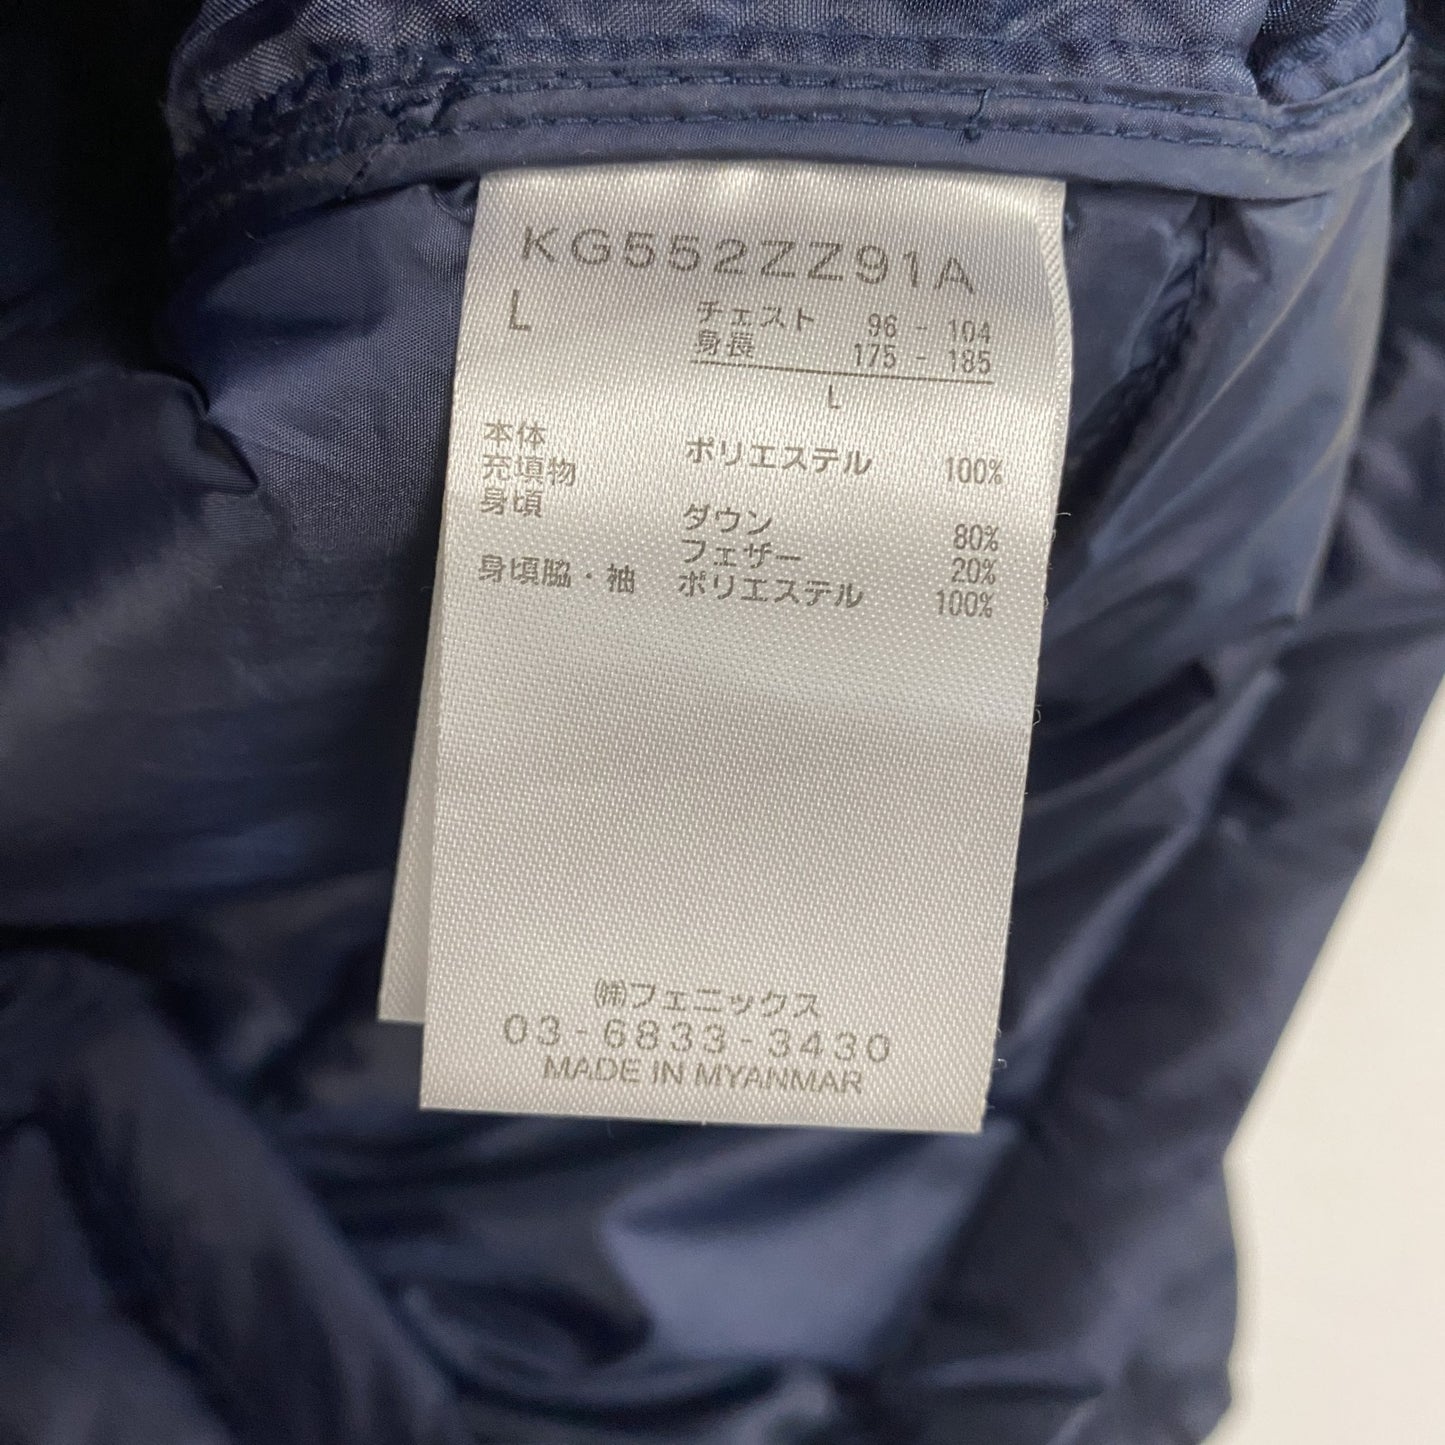 KG552ZZ91A
L チェスト 96 - 104
身長 175 - 185
L
本体 ポリエステル 100%
充填物
身頃 ダウン 80%
フェザー 20%
身頃脇・袖 ポリエステル 100%
㈱フェニックス
03-6833-3430
MADE IN MYANMAR